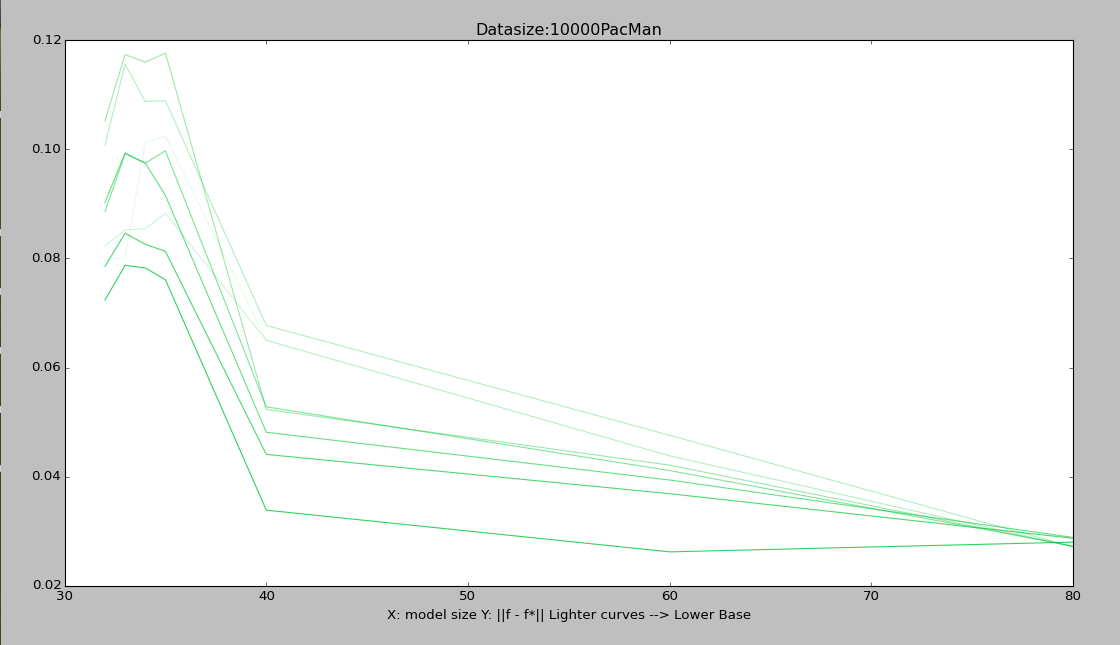 Datasize:10000PacMan
0.12
0.10
0.08
0.06
0.04
0.02
30 40 50 60 70 80
X: model size Y: ||f - f*|| Lighter curves --> Lower Base